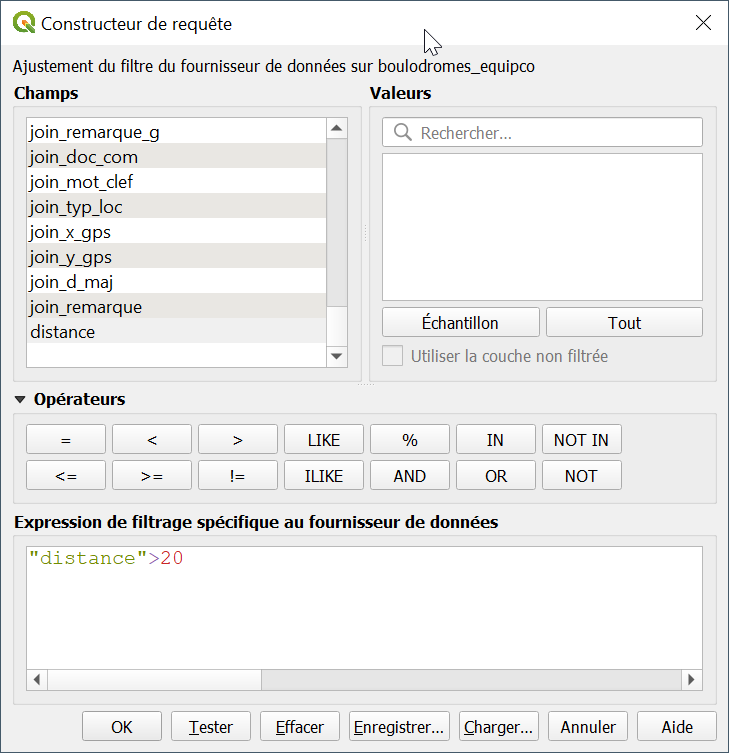 Constructeur de requête
Ajustement du filtre du fournisseur de données sur boulodromes_equipco
Champs
join_remarque_g
join_doc_com
join_mot_clef
join_typ_loc
join_x_gps
join_y_gps
join_d_maj
join_remarque
distance
Valeurs
Rechercher...
Échantillon Tout
Utiliser la couche non filtrée
Opérateurs
= < > LIKE % IN NOT IN
<= >= != ILIKE AND OR NOT
Expression de filtrage spécifique au fournisseur de données
"distance">20
OK Tester Effacer Enregistrer... Charger... Annuler Aide